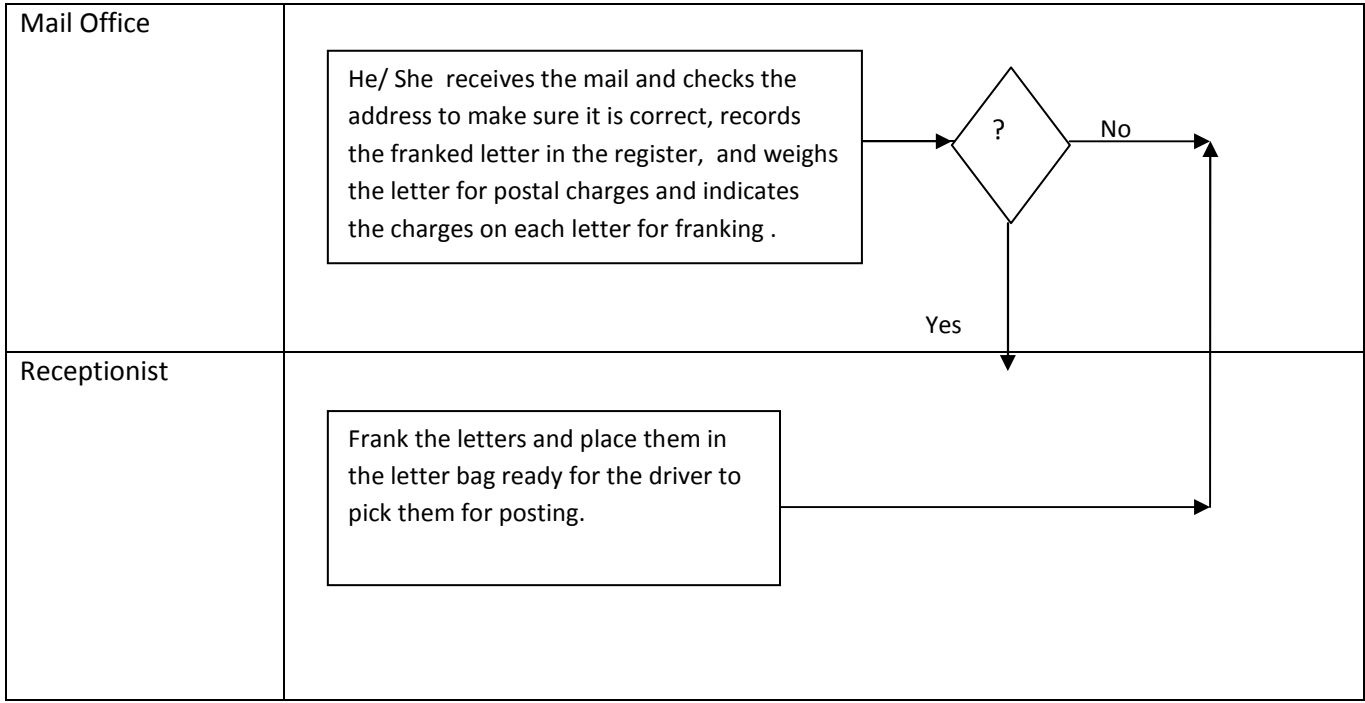 Mail Office
He/ She  receives the mail and checks the
address to make sure it is correct, records
the franked letter in the register,  and weighs
the letter for postal charges and indicates
the charges on each letter for franking .
?
No
Yes
Receptionist
Frank the letters and place them in
the letter bag ready for the driver to
pick them for posting.